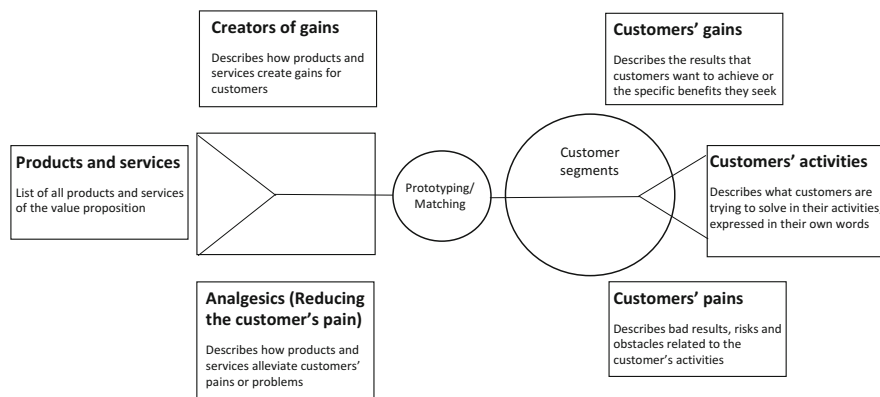 Creators of gains
Describes how products and
services create gains for
customers
Customers’ gains
Describes the results that
customers want to achieve or
the specific benefits they seek
Products and services
List of all products and services
of the value proposition
Prototyping/
Matching
Customer
segments
Customers’ activities
Describes what customers are
trying to solve in their activities,
expressed in their own words
Analgesics (Reducing
the customer’s pain)
Describes how products and
services alleviate customers’
pains or problems
Customers’ pains
Describes bad results, risks and
obstacles related to the
customer’s activities